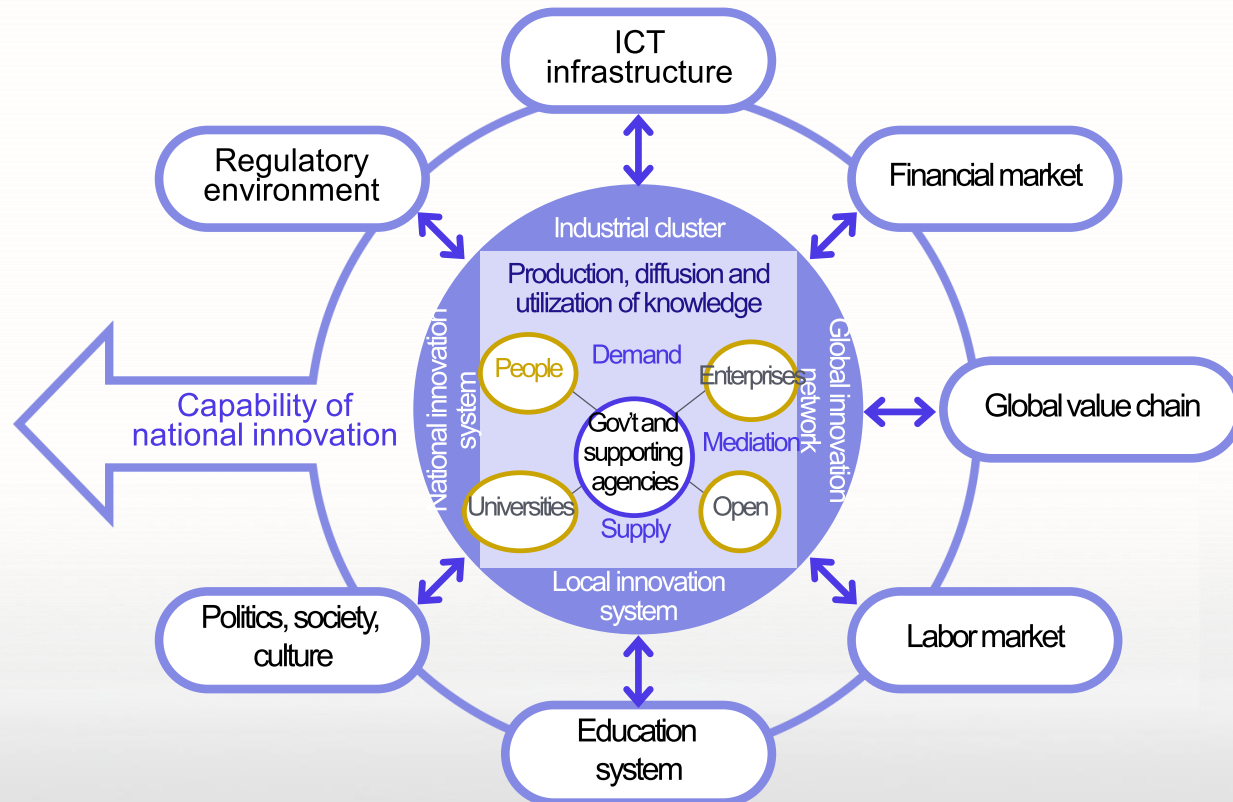 ICT
infrastructure
Regulatory
environment
Financial market
Industrial cluster
Production, diffusion and
utilization of knowledge
National innovation
system
Global innovation
network
People
Demand
Enterprises
Gov't and
supporting
agencies
Mediation
Universities
Open
Supply
Local innovation
system
Capability of
national innovation
Global value chain
Politics, society,
culture
Labor market
Education
system